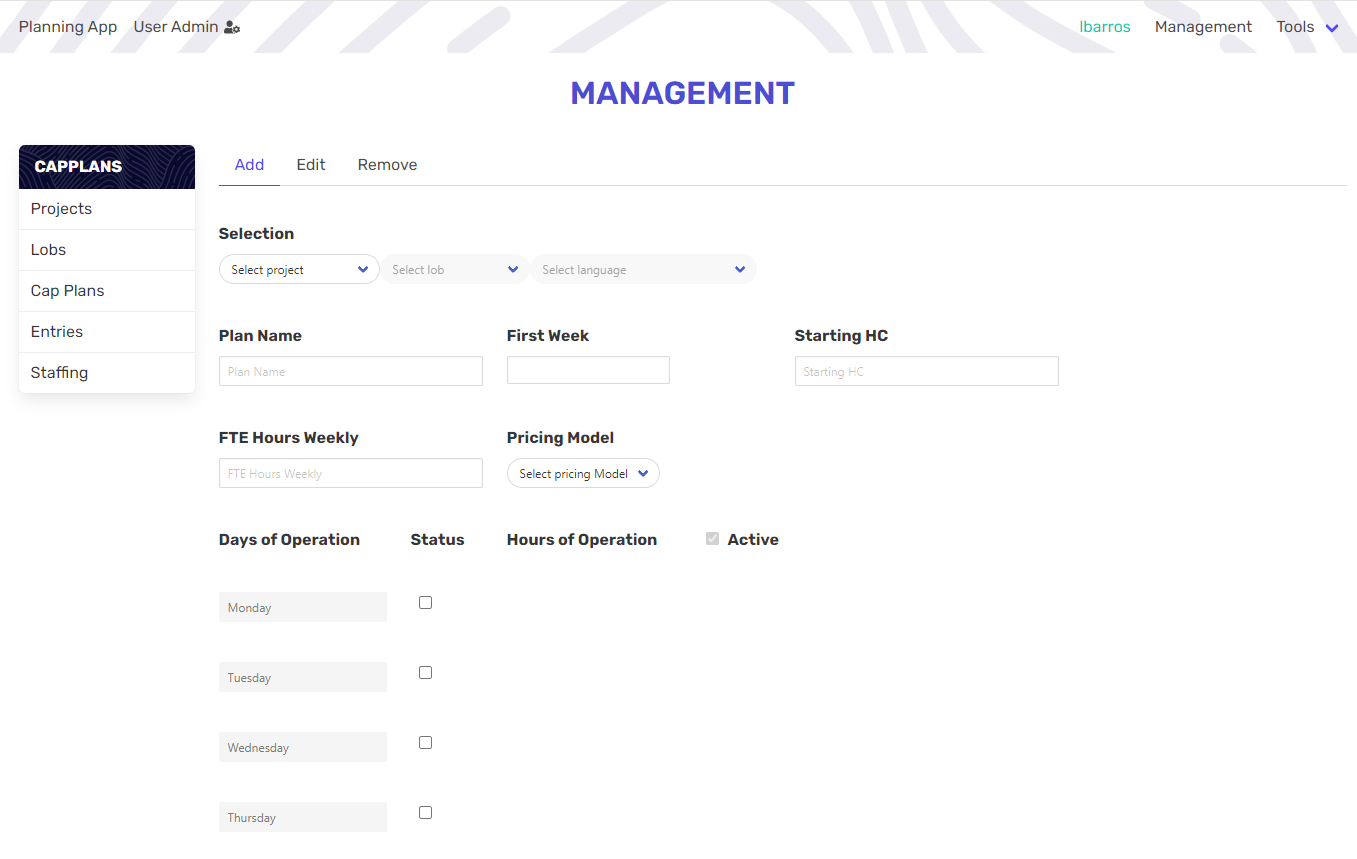 Planning App User Admin Ibarros Management Tools
MANAGEMENT
CAPPLANS
Projects
Lobs
Cap Plans
Entries
Staffing
Add Edit Remove
Selection
Select project Select lob Select language
Plan Name First Week Starting HC
Plan Name Starting HC
FTE Hours Weekly Pricing Model
FTE Hours Weekly Select pricing Model
Days of Operation Status Hours of Operation Active
Monday
Tuesday
Wednesday
Thursday